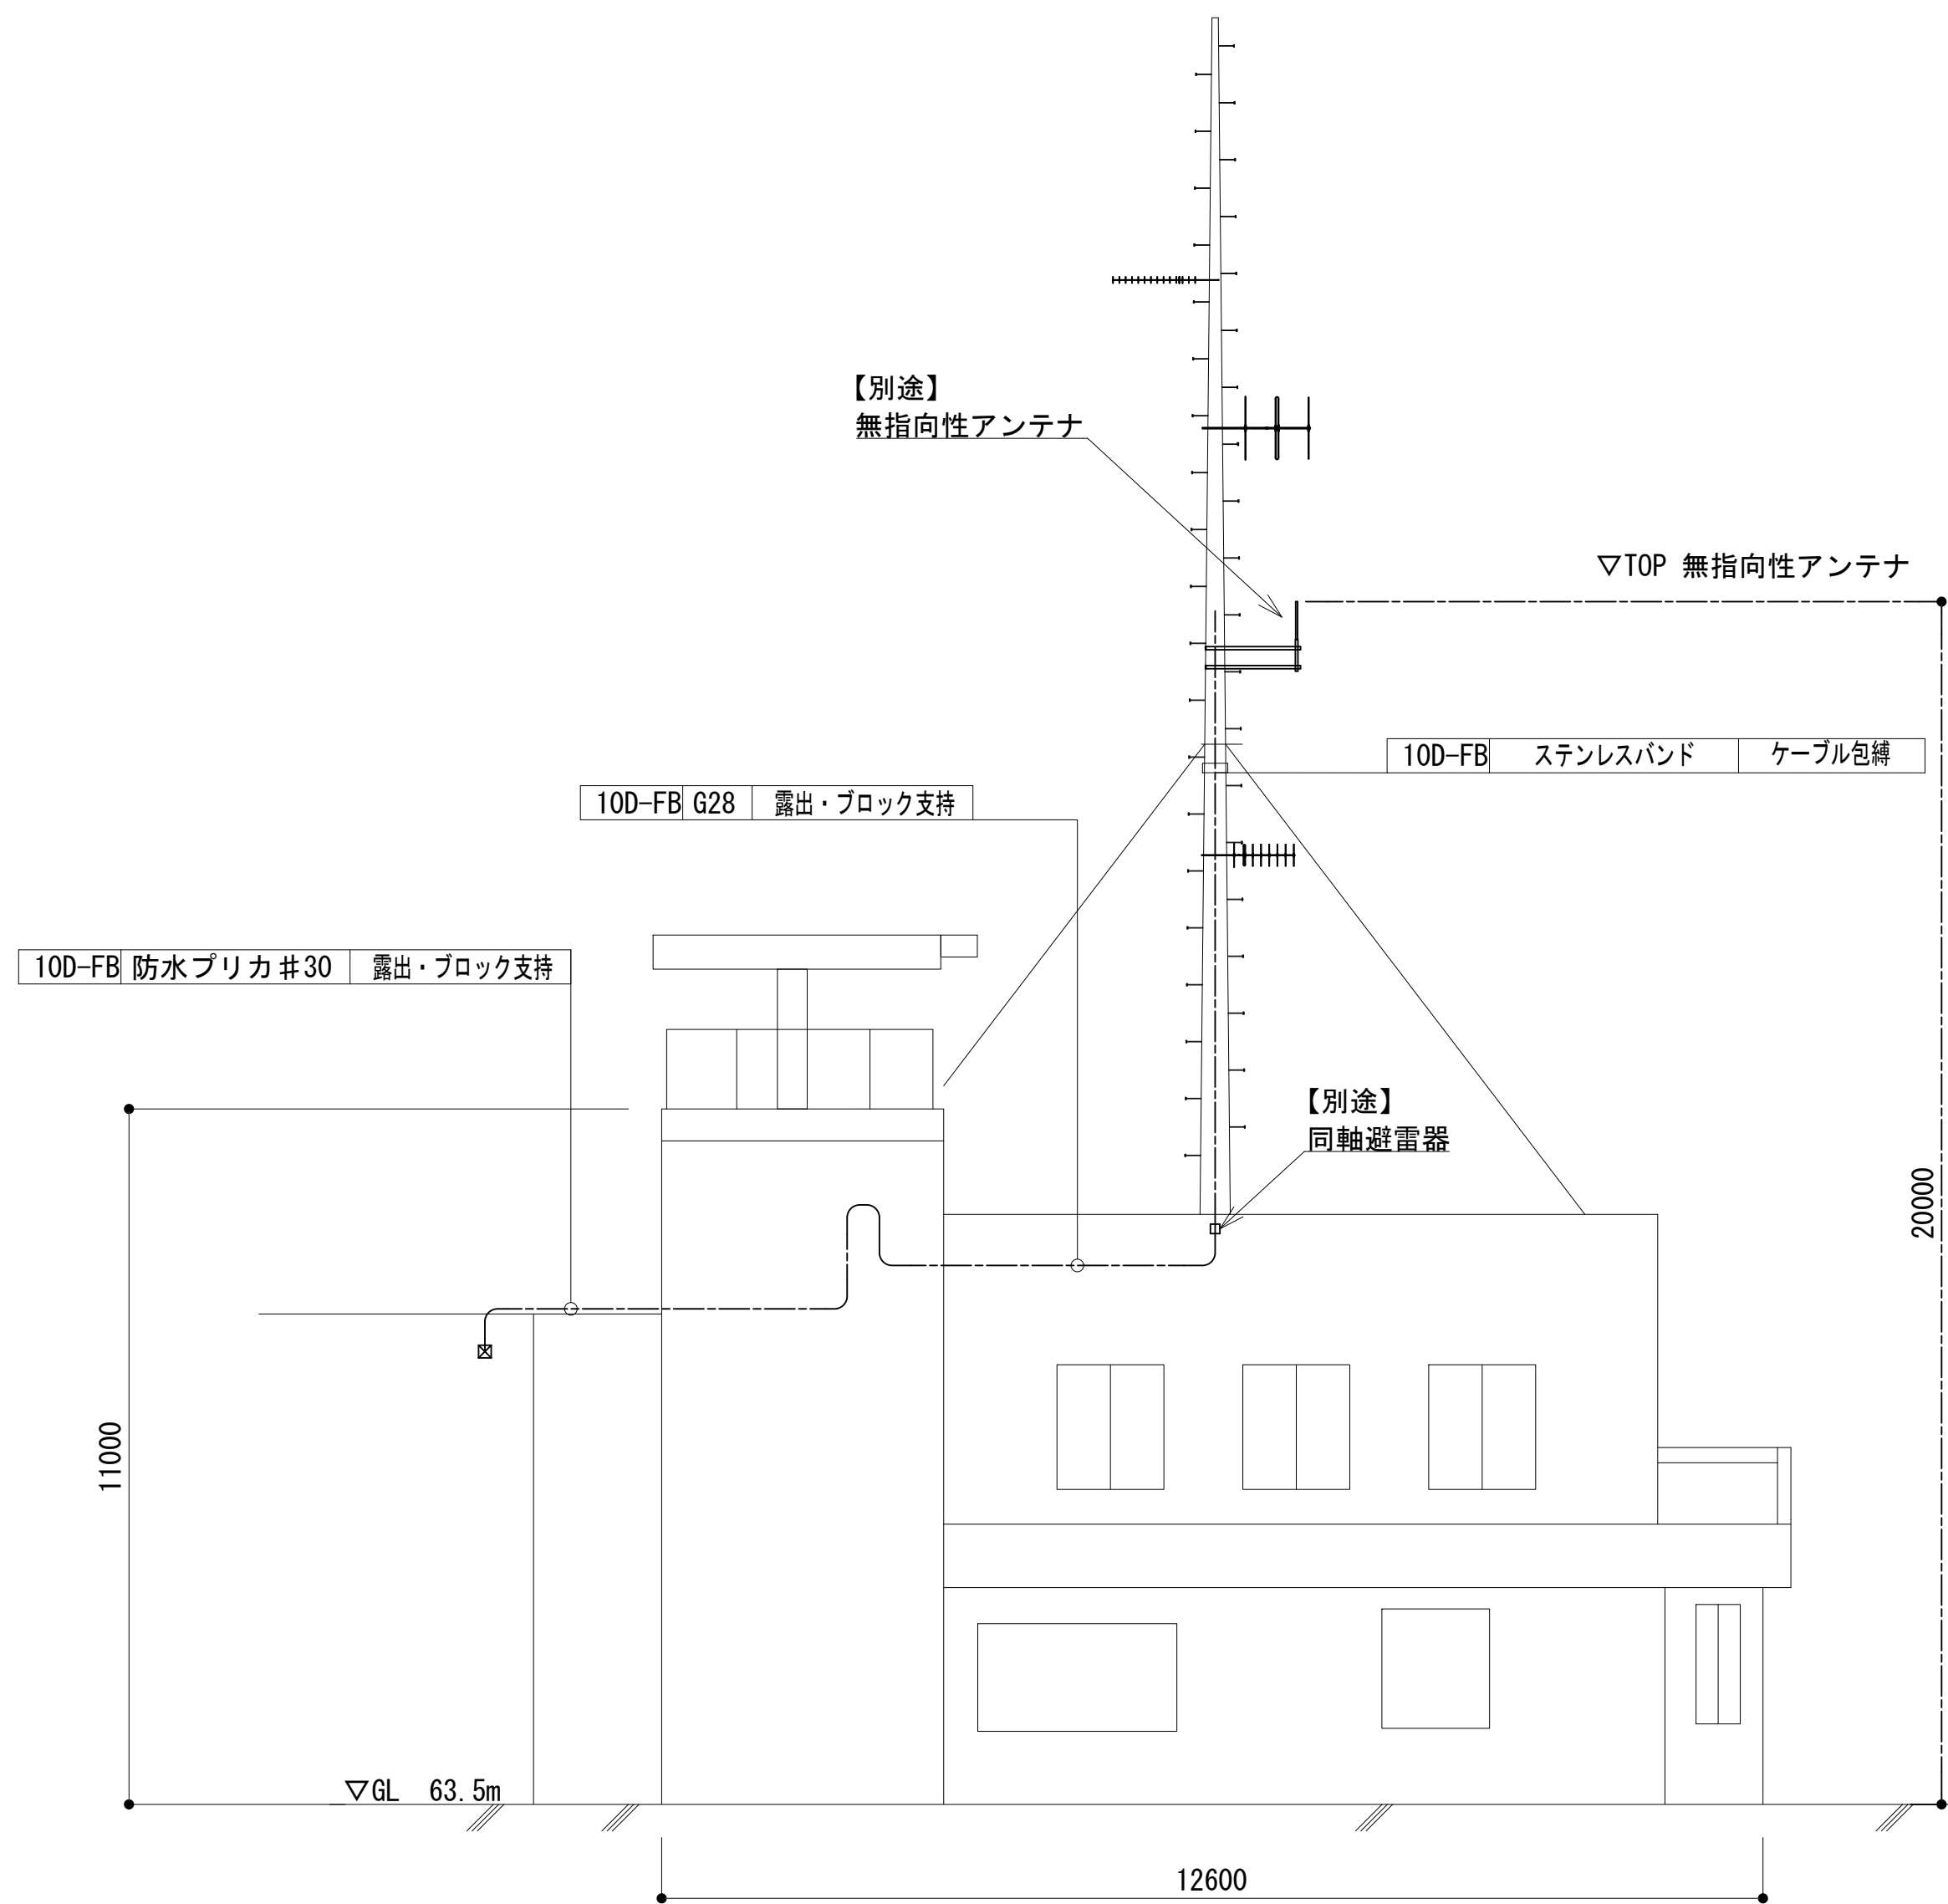 【別途】
無指向性アンテナ
▽TOP 無指向性アンテナ
10D-FB ステンレスバンド ケーブル包縛
10D-FB G28 露出・ブロック支持
10D-FB 防水プリカ♯30 露出・ブロック支持
【別途】
同軸避雷器
20000
11000
▽GL 63.5m
12600